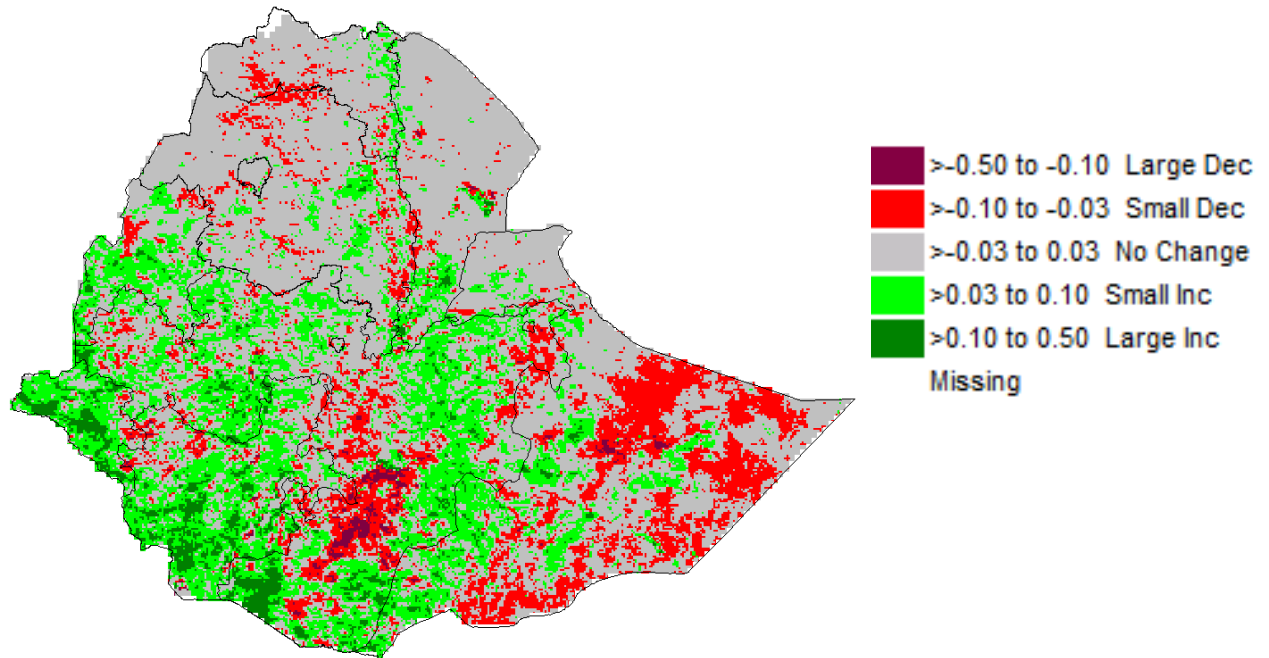 >-0.50 to -0.10 Large Dec
>-0.10 to -0.03 Small Dec
>-0.03 to 0.03 No Change
>0.03 to 0.10 Small Inc
>0.10 to 0.50 Large Inc
Missing